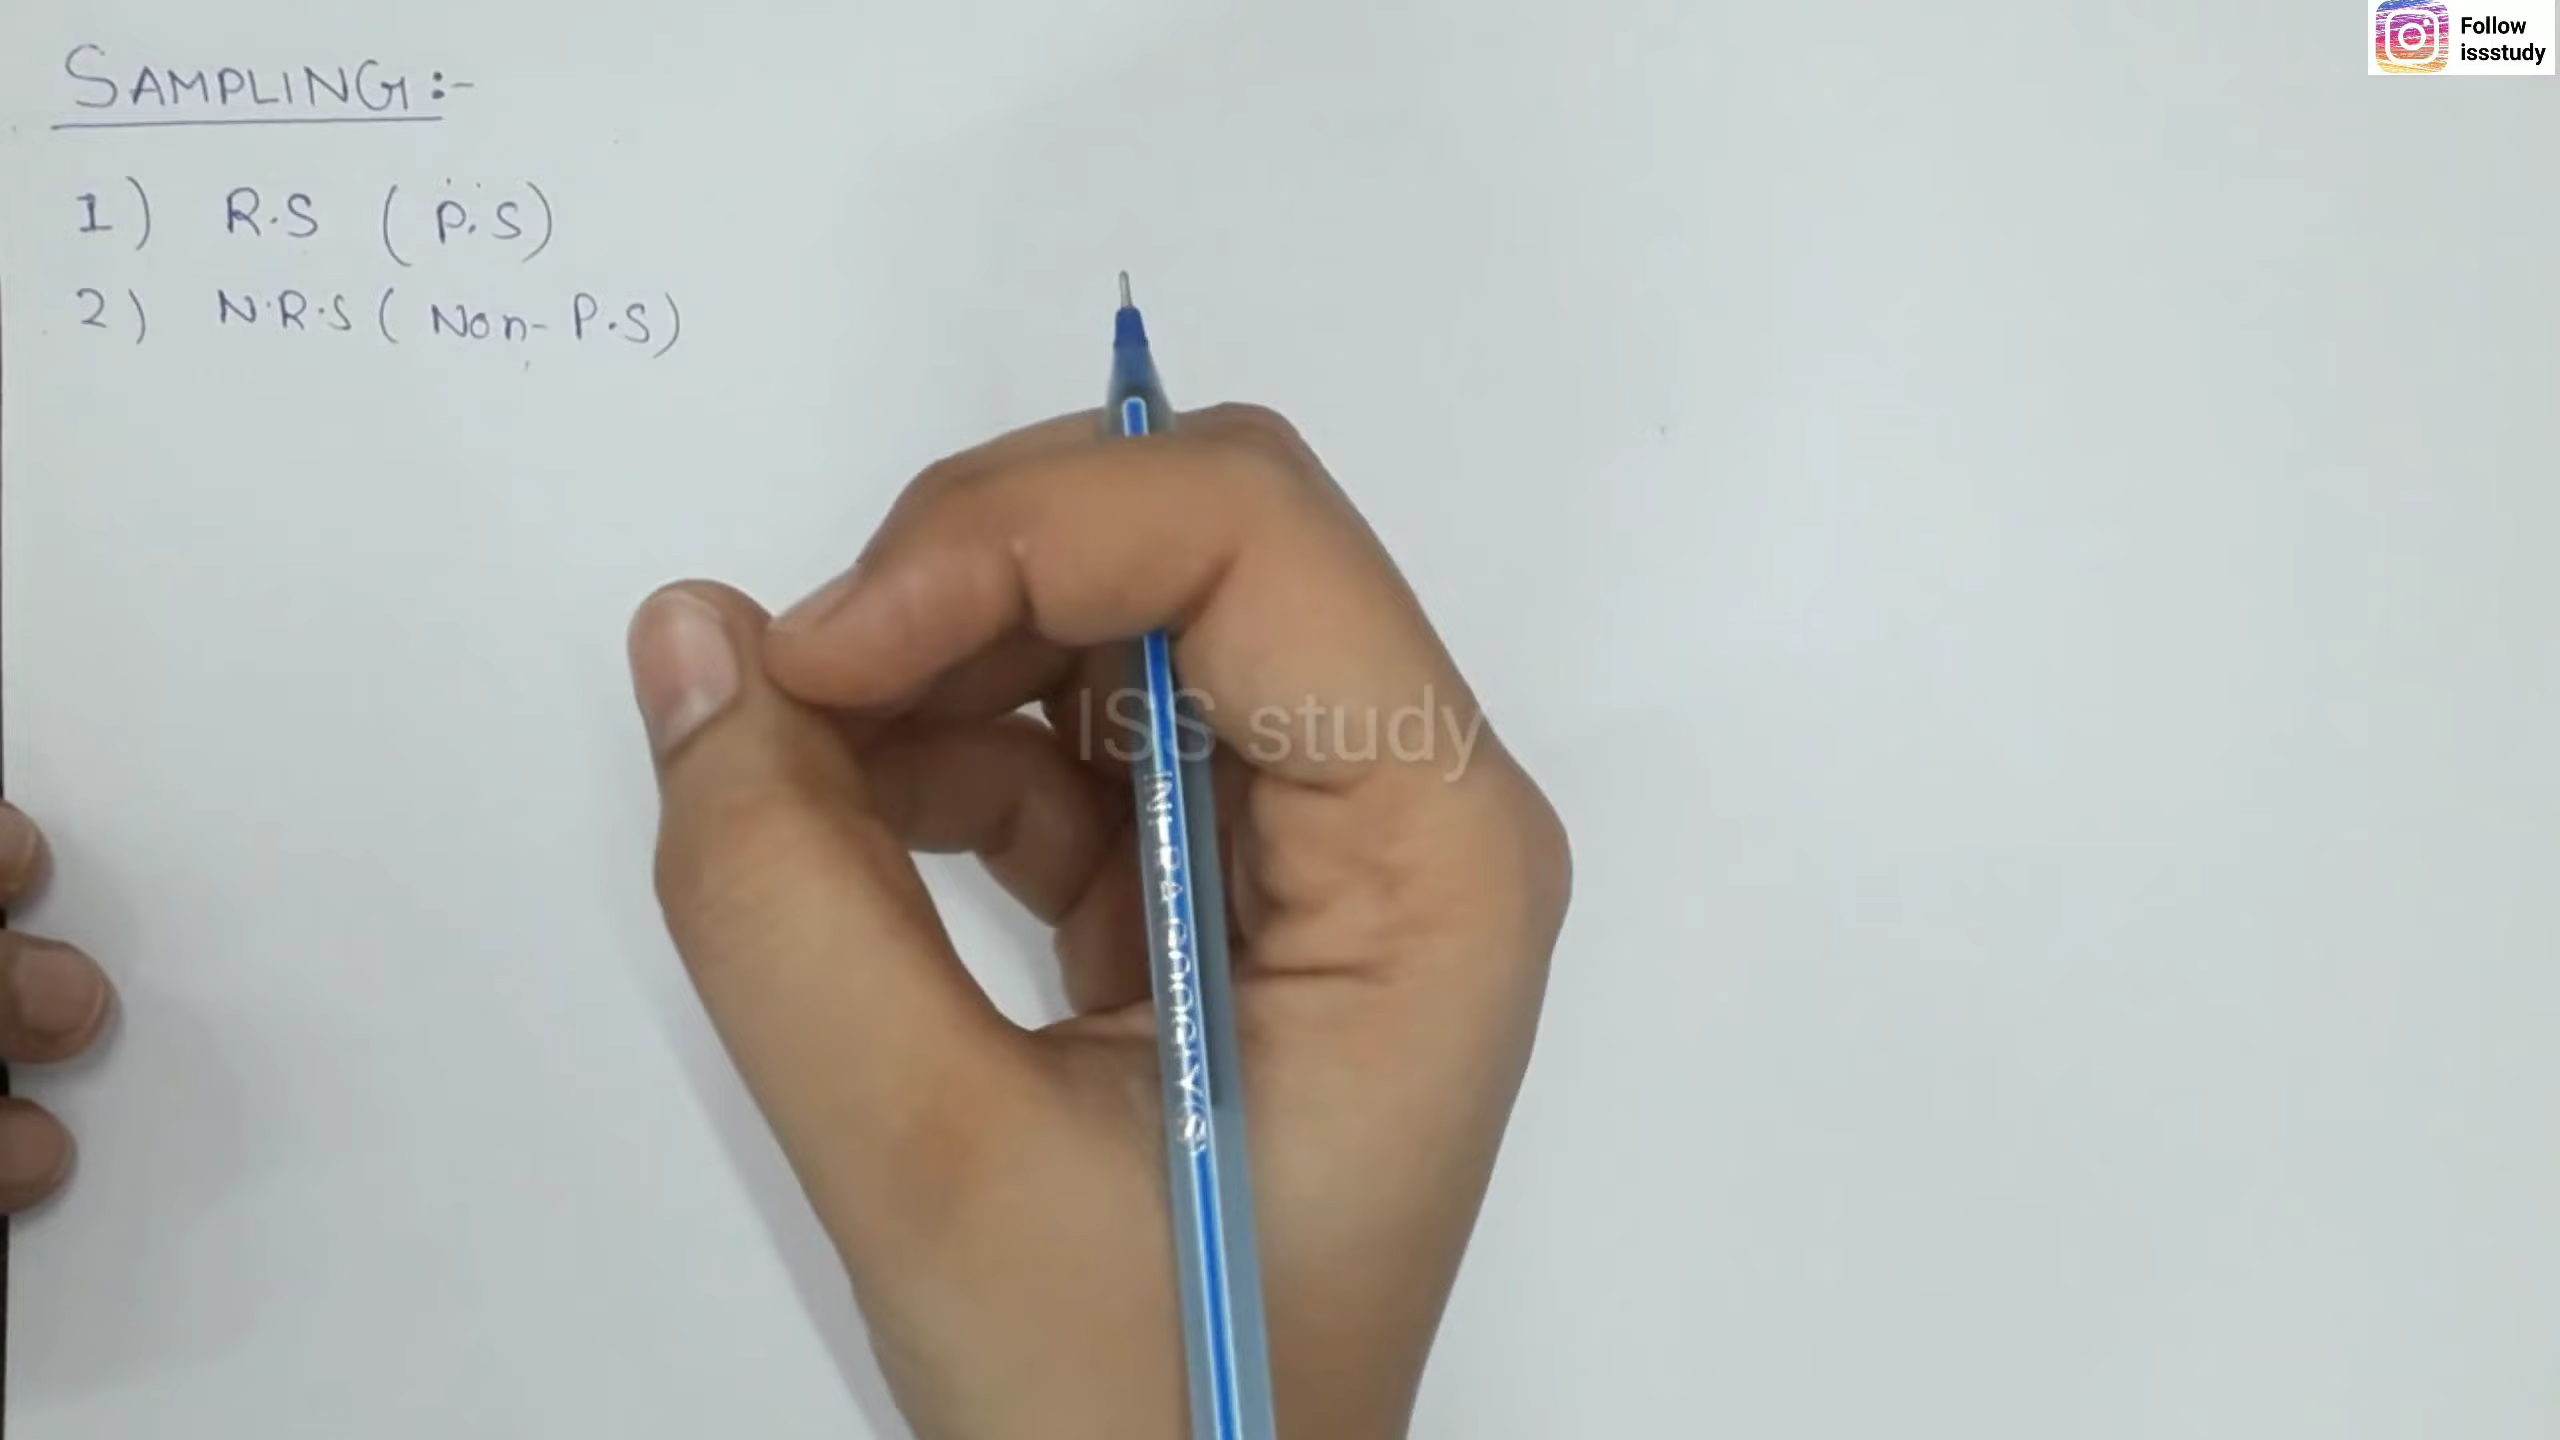 SAMPLING :-
1) R.S (P.S)
2) N.R.S (Non-P.S)
Follow
issstudy
ISS study